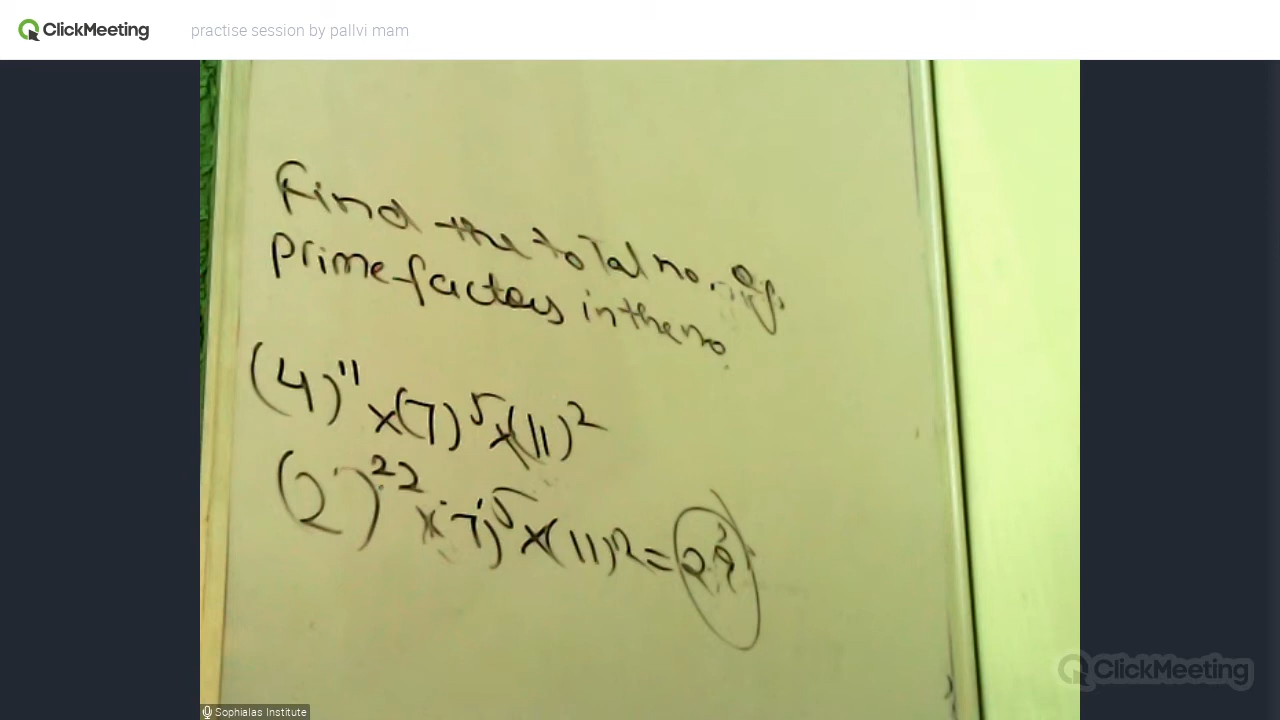 ClickMeeting practise session by pallvi mam
Find the total no. of
Prime factors in the no
(4)¹¹ ×(7)⁵ ×(11)²
(2)²² ×(7)⁵ ×(11)² = 29
ClickMeeting
Sophialas Institute